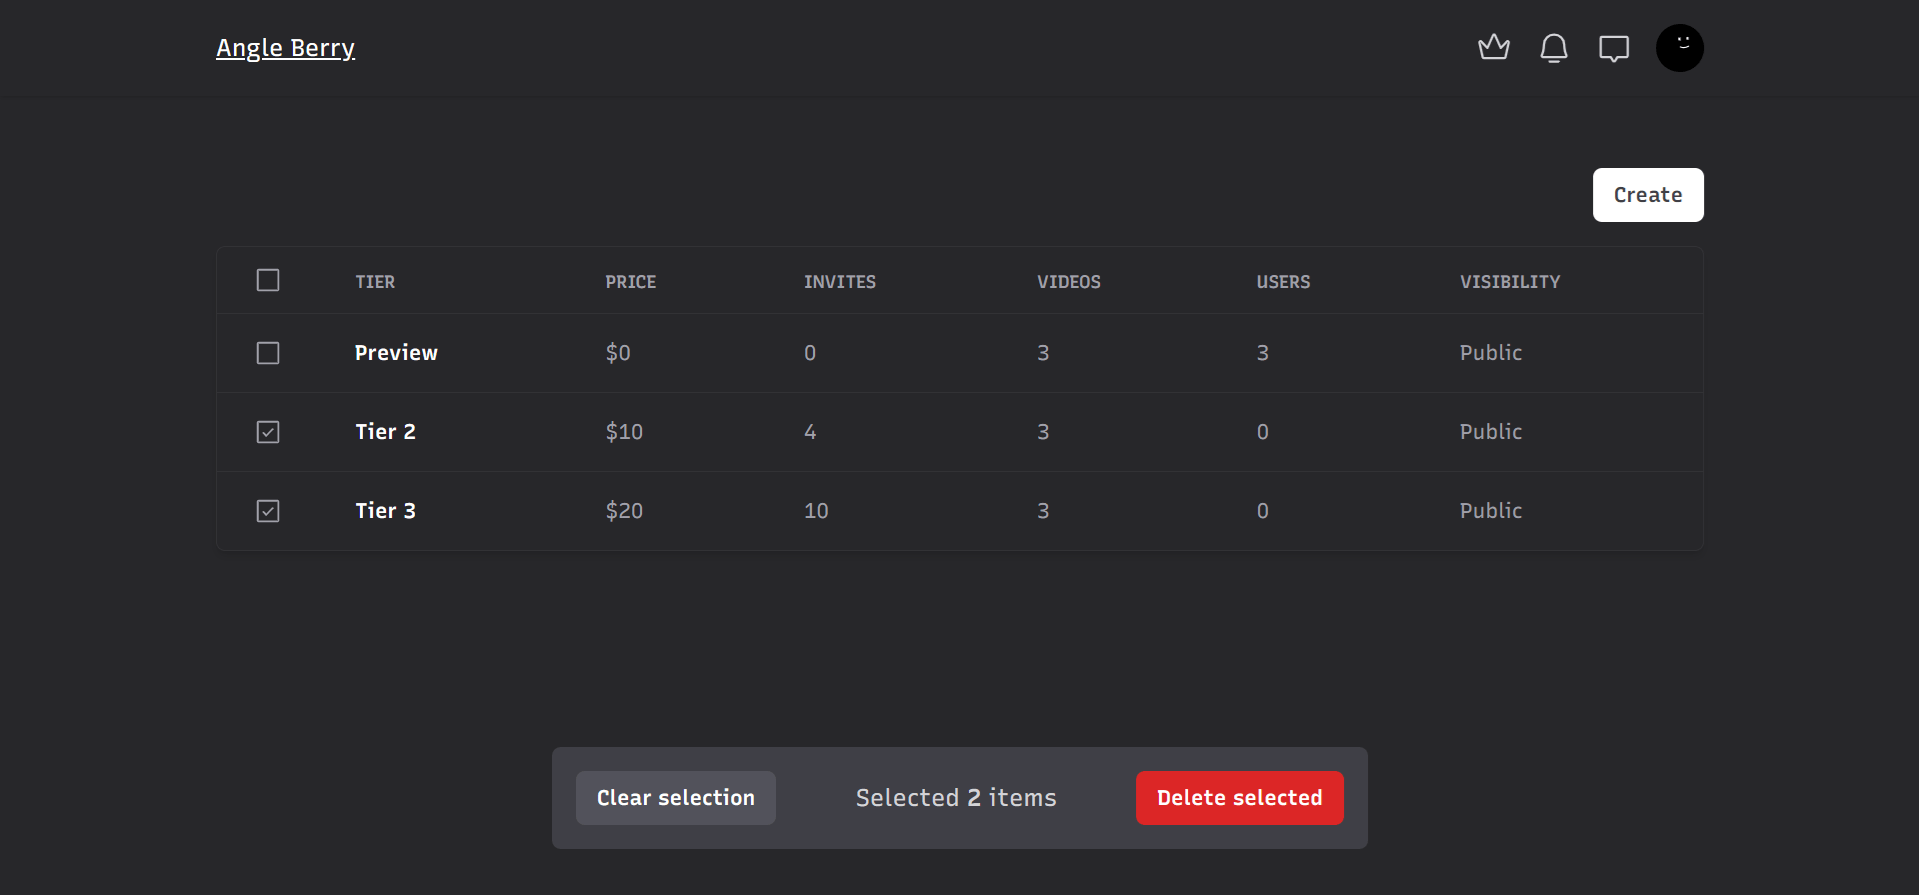 Angle Berry
Create
TIER PRICE INVITES VIDEOS USERS VISIBILITY
Preview $0 0 3 3 Public
Tier 2 $10 4 3 0 Public
Tier 3 $20 10 3 0 Public
Clear selection Selected 2 items Delete selected